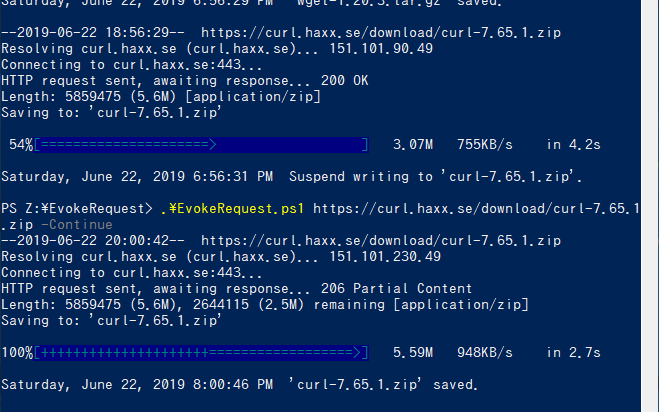 Saturday, June 22, 2019 6:56:29 PM  'wget-1.20.3.tar.gz' saved.
--2019-06-22 18:56:29--  https://curl.haxx.se/download/curl-7.65.1.zip
Resolving curl.haxx.se (curl.haxx.se)... 151.101.90.49
Connecting to curl.haxx.se:443...
HTTP request sent, awaiting response... 200 OK
Length: 5859475 (5.6M) [application/zip]
Saving to: 'curl-7.65.1.zip'
54%[======================>                  ]  3.07M   755KB/s    in 4.2s
Saturday, June 22, 2019 6:56:31 PM  Suspend writing to 'curl-7.65.1.zip'.
PS Z:¥EvokeRequest> .¥EvokeRequest.ps1 https://curl.haxx.se/download/curl-7.65.1
.zip -Continue
--2019-06-22 20:00:42--  https://curl.haxx.se/download/curl-7.65.1.zip
Resolving curl.haxx.se (curl.haxx.se)... 151.101.230.49
Connecting to curl.haxx.se:443...
HTTP request sent, awaiting response... 206 Partial Content
Length: 5859475 (5.6M), 2644115 (2.5M) remaining [application/zip]
Saving to: 'curl-7.65.1.zip'
100%[++++++++++++++++++++++==================>]  5.59M   948KB/s    in 2.7s
Saturday, June 22, 2019 8:00:46 PM  'curl-7.65.1.zip' saved.